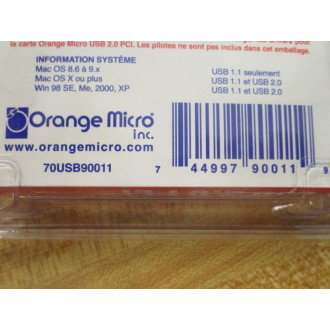 la carte Orange Micro USB 2.0 PCI. Les pilotes ne sont pas inclus dans cet emballage.
INFORMATION SYSTÈME
Mac OS 8.6 à 9.x USB 1.1 seulement
Mac OS X ou plus USB 1.1 et USB 2.0
Win 98 SE, Me, 2000, XP USB 1.1 et USB 2.0
Orange Micro
inc.
www.orangemicro.com
70USB90011
7 44997 90011 9